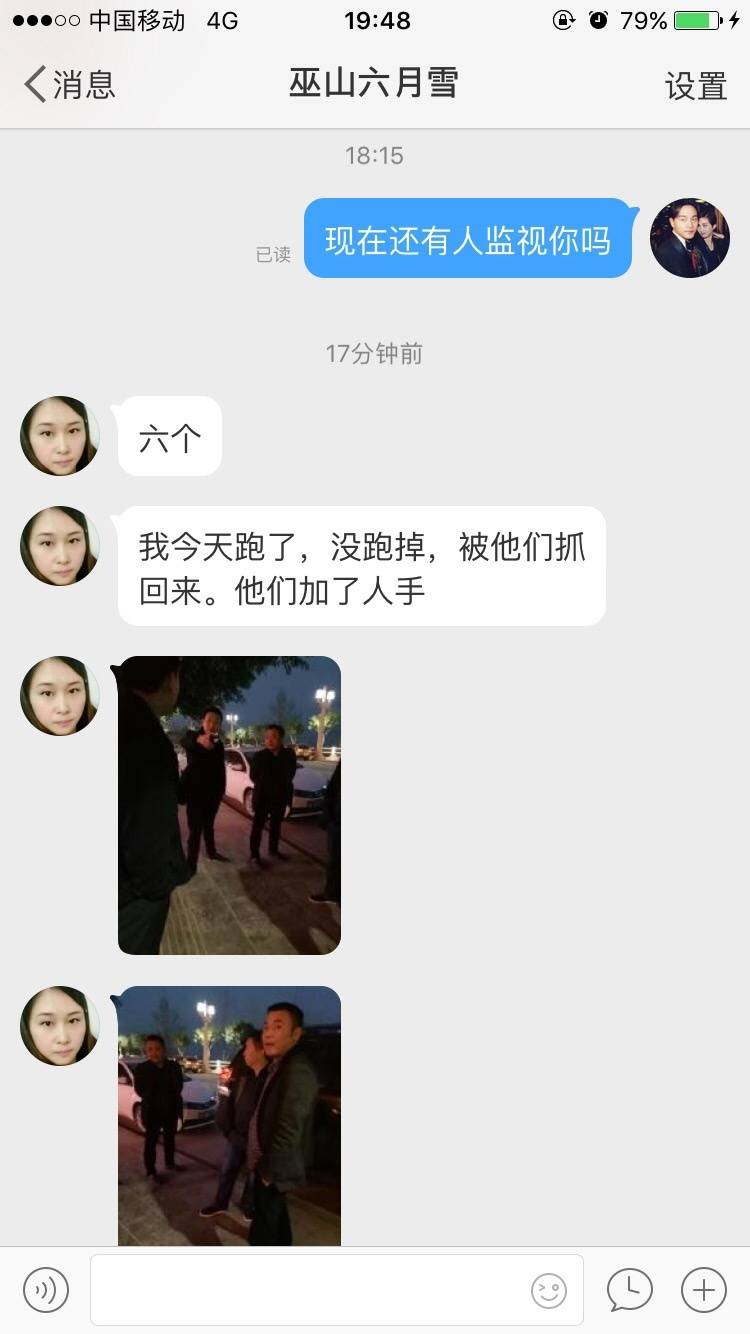 中国移动 4G 19:48 79%
消息 巫山六月雪 设置
18:15
现在还有人监视你吗
已读
17分钟前
六个
我今天跑了，没跑掉，被他们抓
回来。他们加了人手